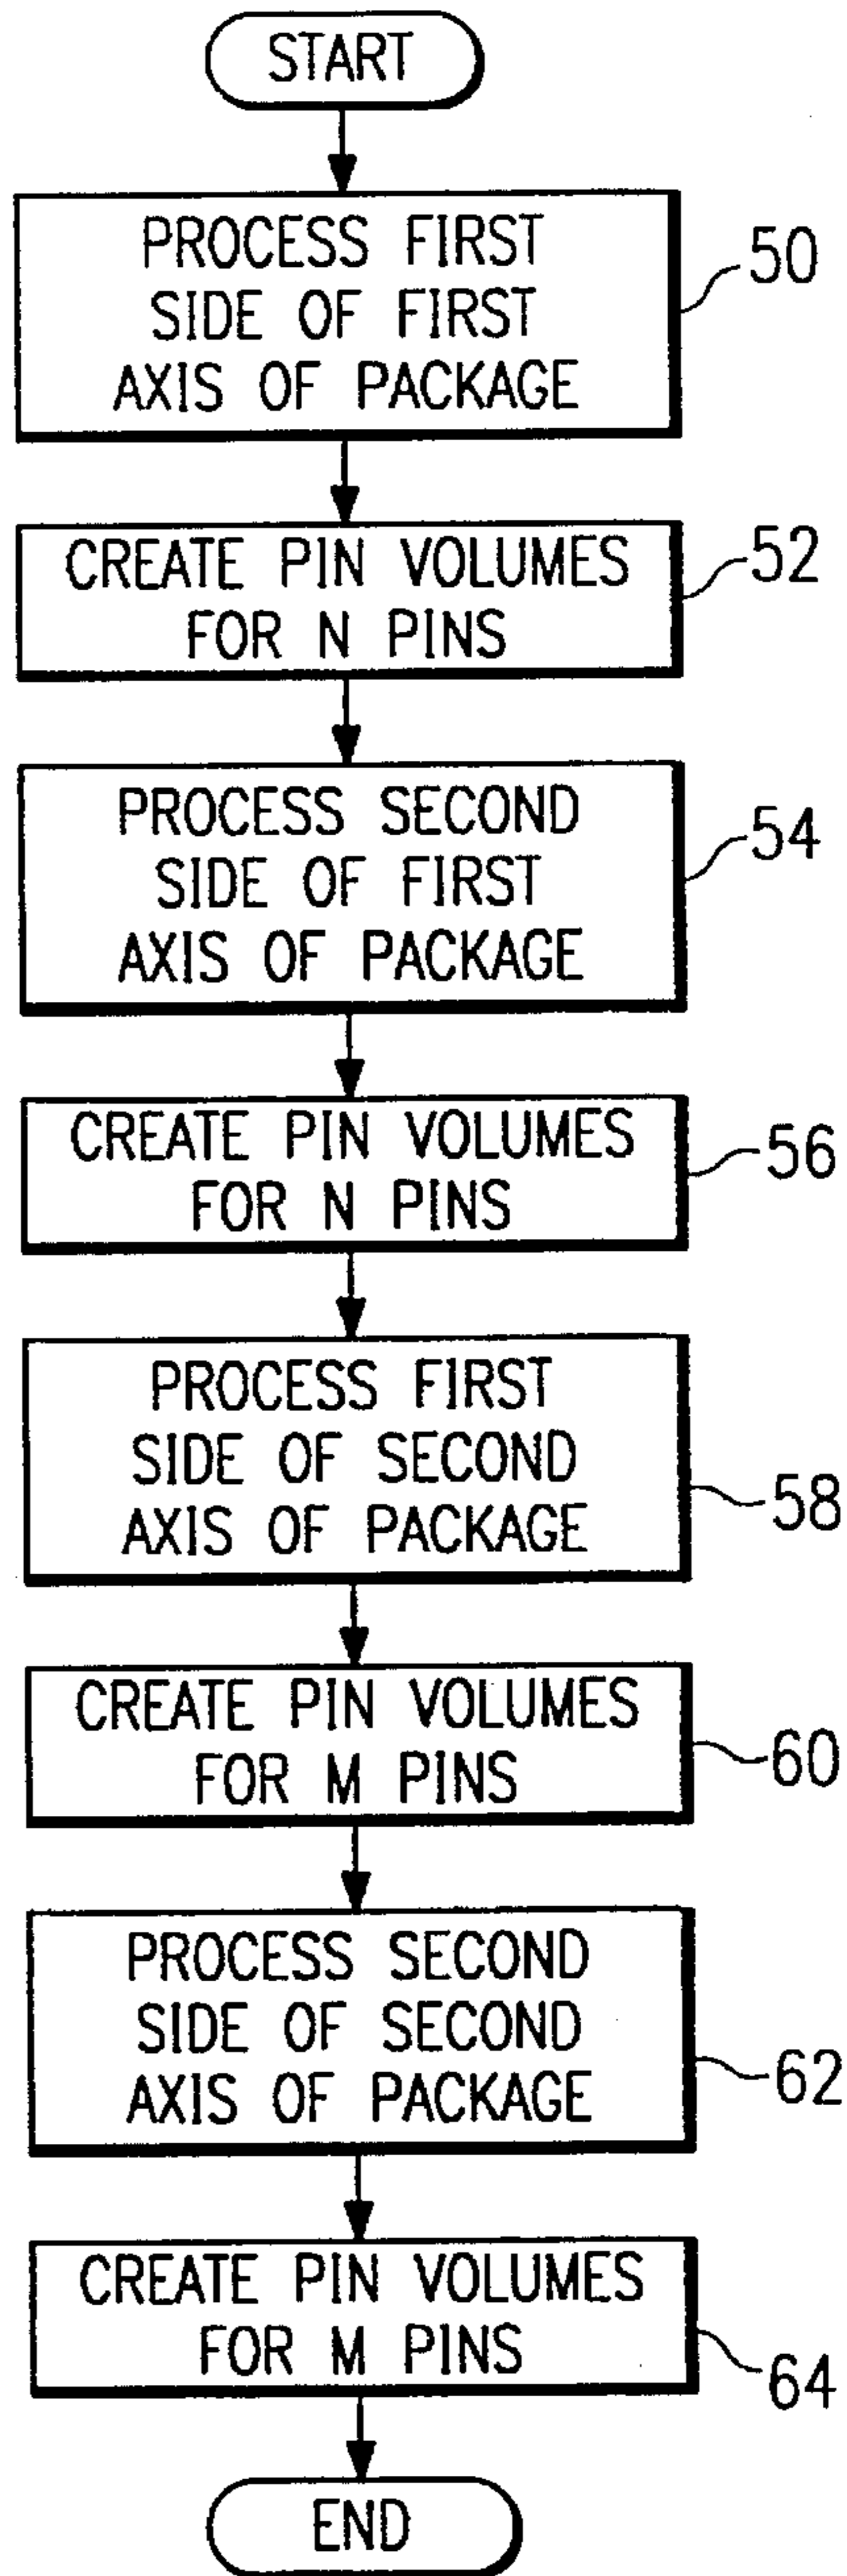 START
PROCESS FIRST
SIDE OF FIRST
AXIS OF PACKAGE
50
CREATE PIN VOLUMES
FOR N PINS
52
PROCESS SECOND
SIDE OF FIRST
AXIS OF PACKAGE
54
CREATE PIN VOLUMES
FOR N PINS
56
PROCESS FIRST
SIDE OF SECOND
AXIS OF PACKAGE
58
CREATE PIN VOLUMES
FOR M PINS
60
PROCESS SECOND
SIDE OF SECOND
AXIS OF PACKAGE
62
CREATE PIN VOLUMES
FOR M PINS
64
END